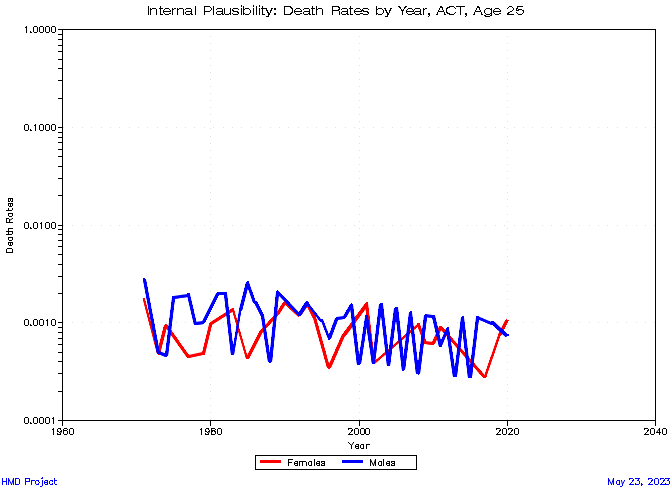 Internal Plausibility: Death Rates by Year, ACT, Age 25
1.0000
0.1000
0.0100
0.0010
0.0001
Death Rates
1960
1980
2000
2020
2040
Year
Females
Males
HMD Project
May 23, 2023